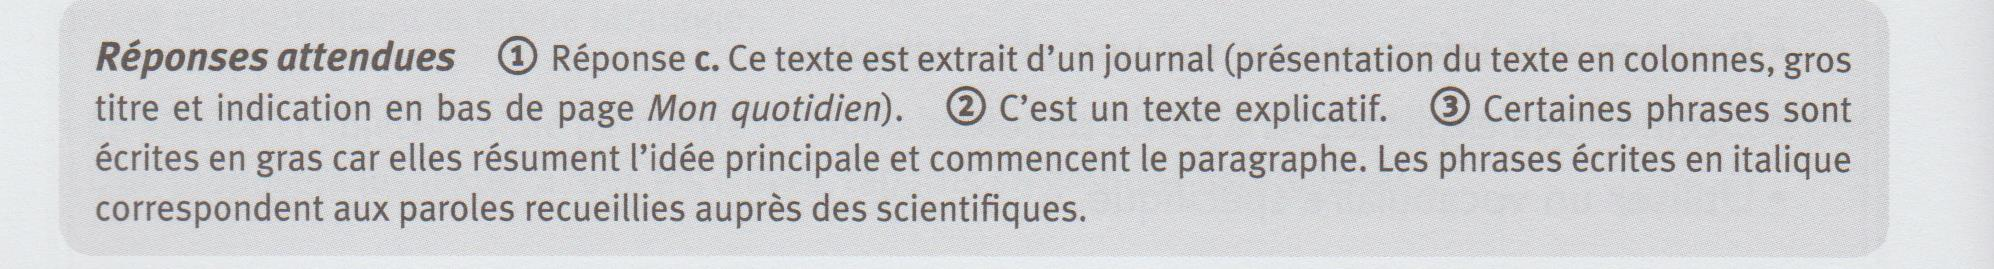 Réponses attendues ① Réponse c. Ce texte est extrait d'un journal (présentation du texte en colonnes, gros
titre et indication en bas de page Mon quotidien). ② C'est un texte explicatif. ③ Certaines phrases sont
écrites en gras car elles résument l'idée principale et commencent le paragraphe. Les phrases écrites en italique
correspondent aux paroles recueillies auprès des scientifiques.